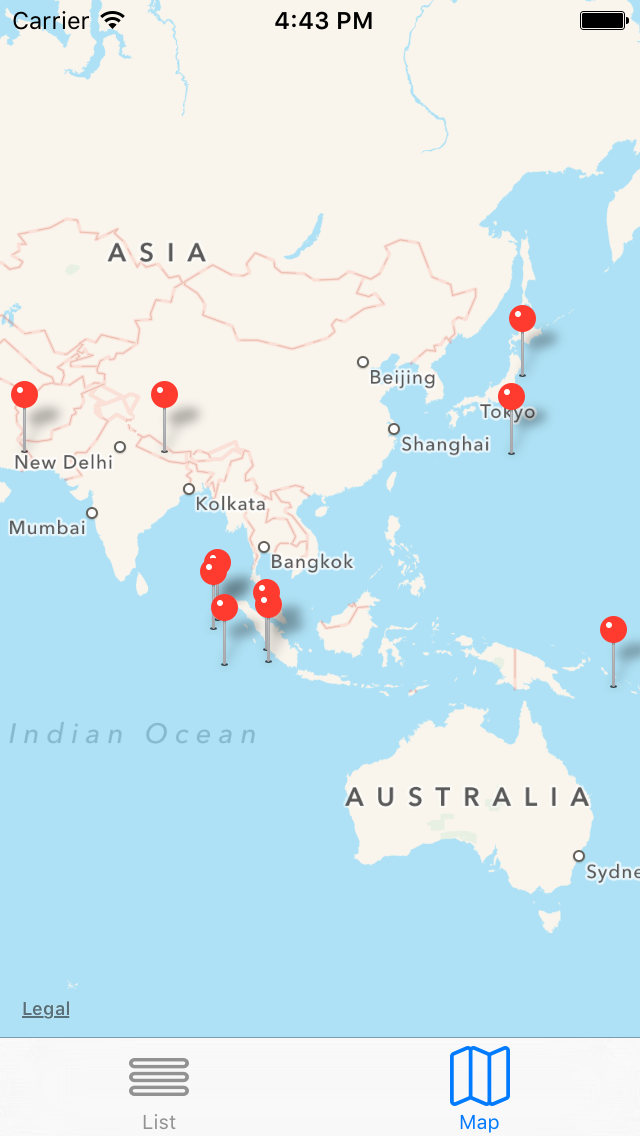 Carrier 4:43 PM
ASIA
Beijing
Tokyo
Shanghai
New Delhi
Kolkata
Mumbai
Bangkok
Indian Ocean
AUSTRALIA
Sydne
Legal
List Map